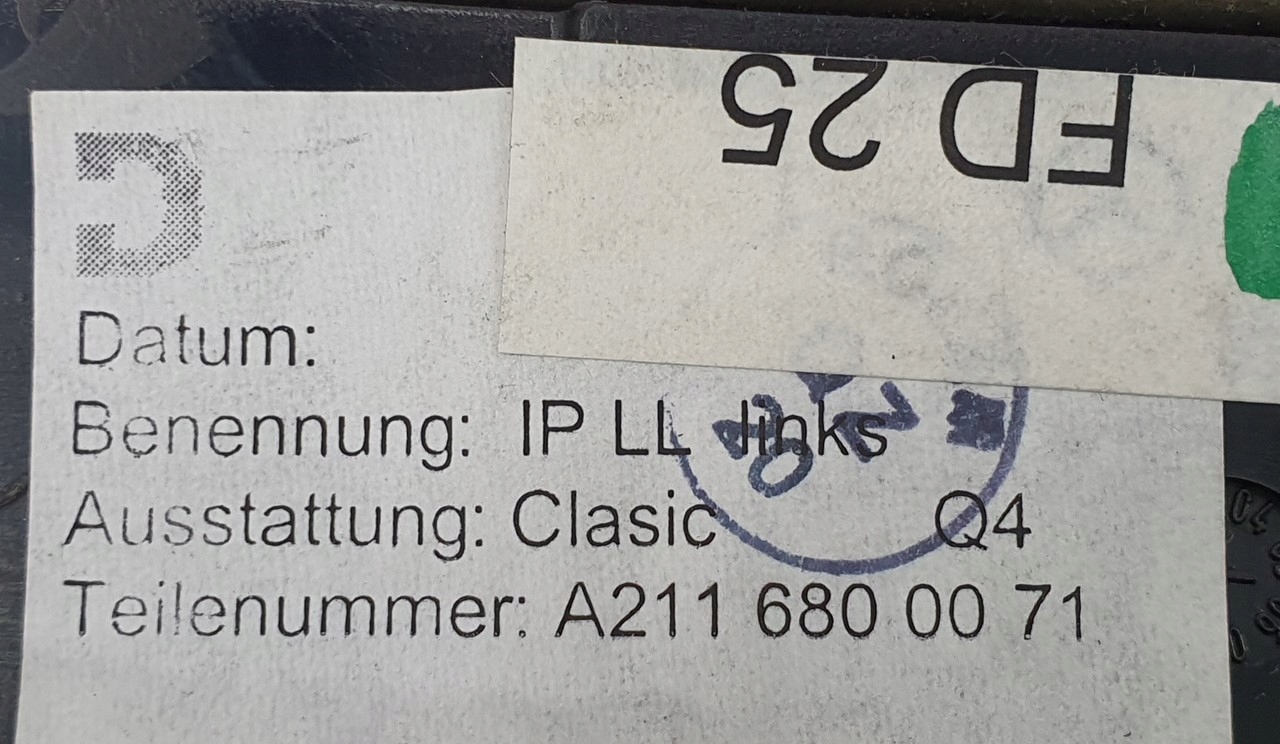 FD 25
Datum:
Benennung: IP LL links
Ausstattung: Clasic Q4
Teilenummer: A211 680 00 71